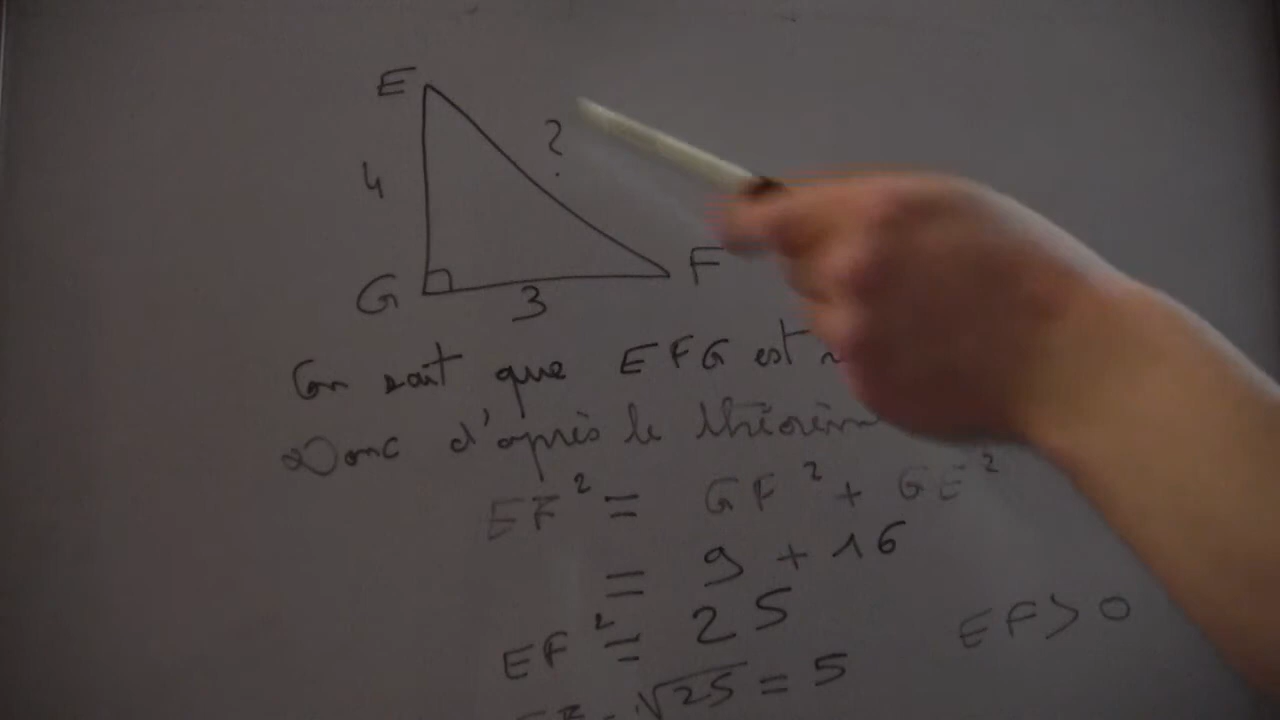 E
?
4
F
G
3
On sait que EFG est
Donc d'après le théorème
EF² = GF² + GE²
= 9 + 16
EF² = 25
EF > 0
√25 = 5